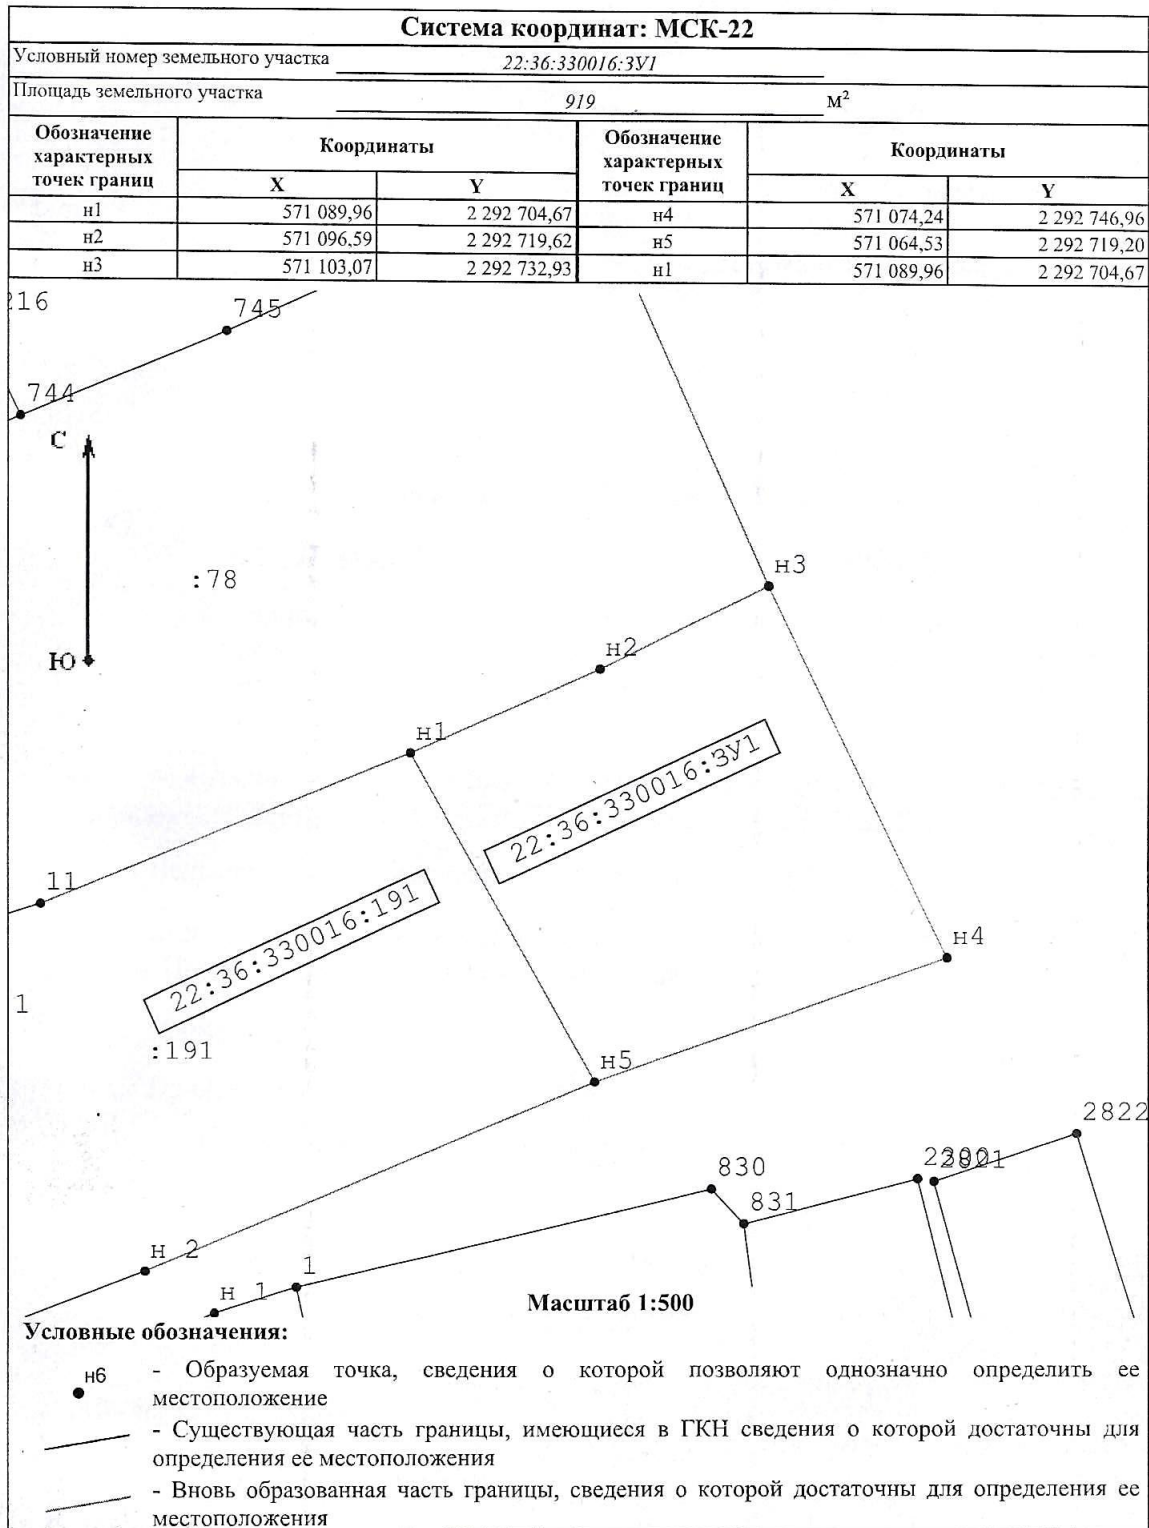 Система координат: МСК-22
Условный номер земельного участка 22:36:330016:ЗУ1
Площадь земельного участка 919 м²
Обозначение характерных точек границ Координаты Обозначение характерных точек границ Координаты
X Y X Y
н1 571 089,96 2 292 704,67 н4 571 074,24 2 292 746,96
н2 571 096,59 2 292 719,62 н5 571 064,53 2 292 719,20
н3 571 103,07 2 292 732,93 н1 571 089,96 2 292 704,67
216
745
744
С
:78
н3
Ю
н2
н1
22:36:330016:ЗУ1
11
22:36:330016:191
н4
1
:191
н5
2822
830
2821
831
н 2
1
н 1
Масштаб 1:500
Условные обозначения:
н6 - Образуемая точка, сведения о которой позволяют однозначно определить ее
местоположение
- Существующая часть границы, имеющиеся в ГКН сведения о которой достаточны для
определения ее местоположения
- Вновь образованная часть границы, сведения о которой достаточны для определения ее
местоположения